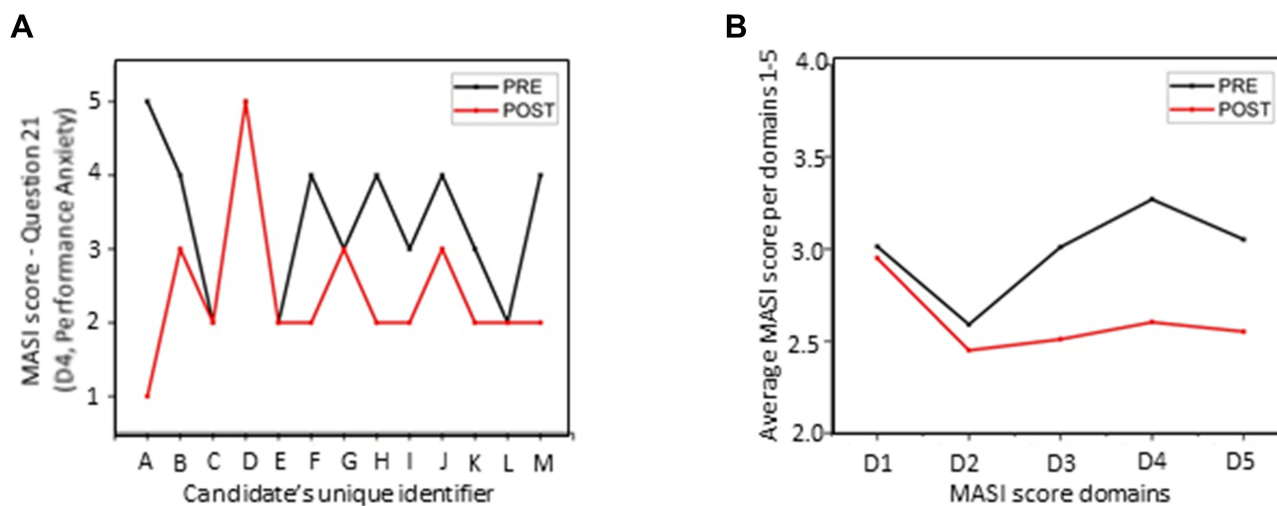 A
MASI score - Question 21
(D4, Performance Anxiety)
5
4
3
2
1
PRE
POST
A B C D E F G H I J K L M
Candidate's unique identifier
B
Average MASI score per domains 1-5
4.0
3.5
3.0
2.5
2.0
PRE
POST
D1 D2 D3 D4 D5
MASI score domains